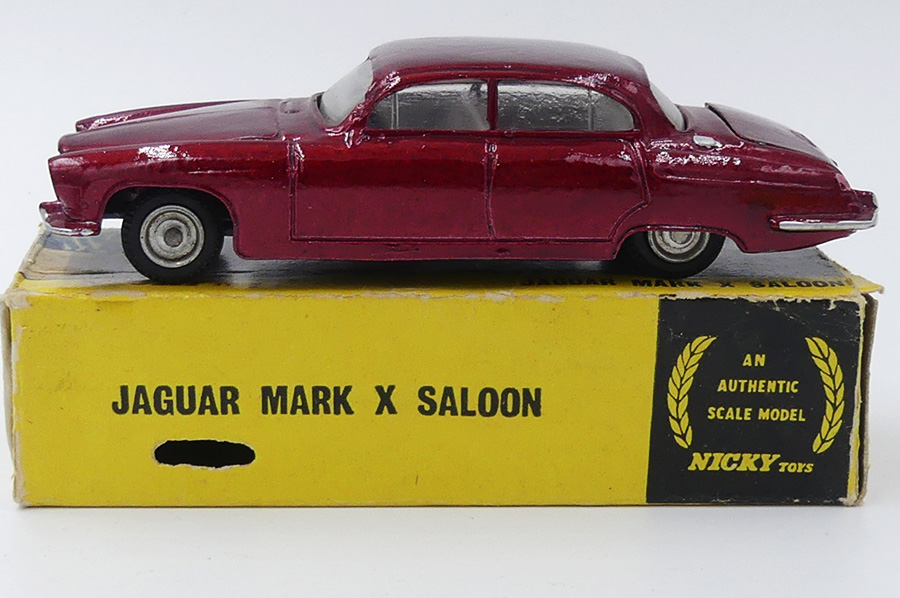 JAGUAR MARK X SALOON
JAGUAR MARK X SALOON
AN
AUTHENTIC
SCALE MODEL
NICKY TOYS